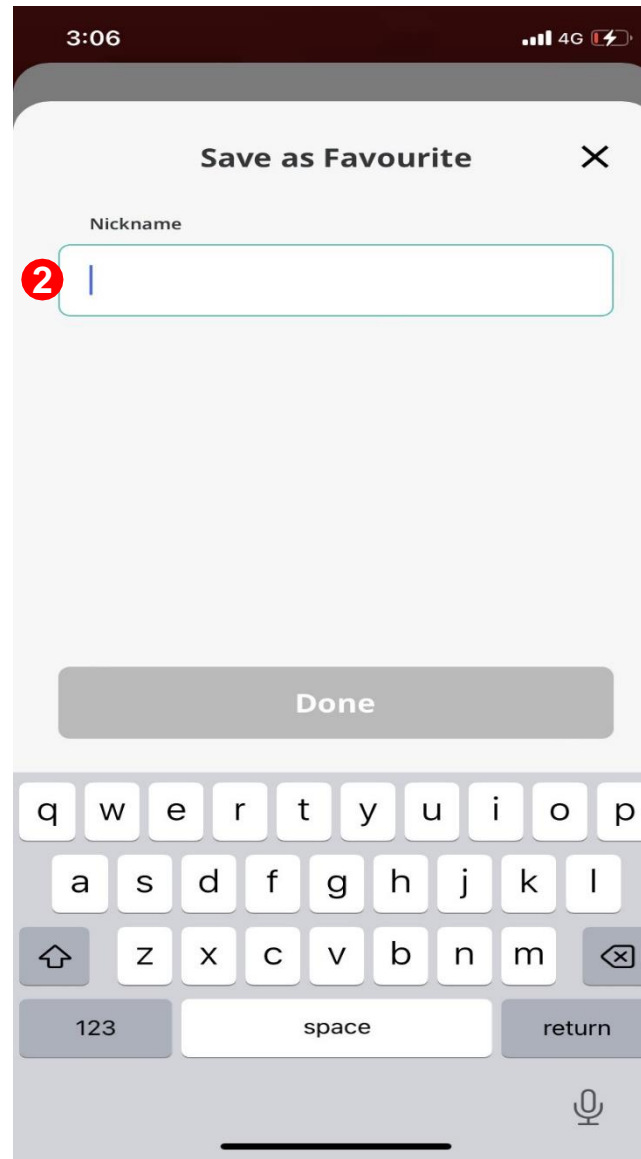 3:06 4G
Save as Favourite
Nickname
2
Done
q w e r t y u i o p
a s d f g h j k l
z x c v b n m
123 space return